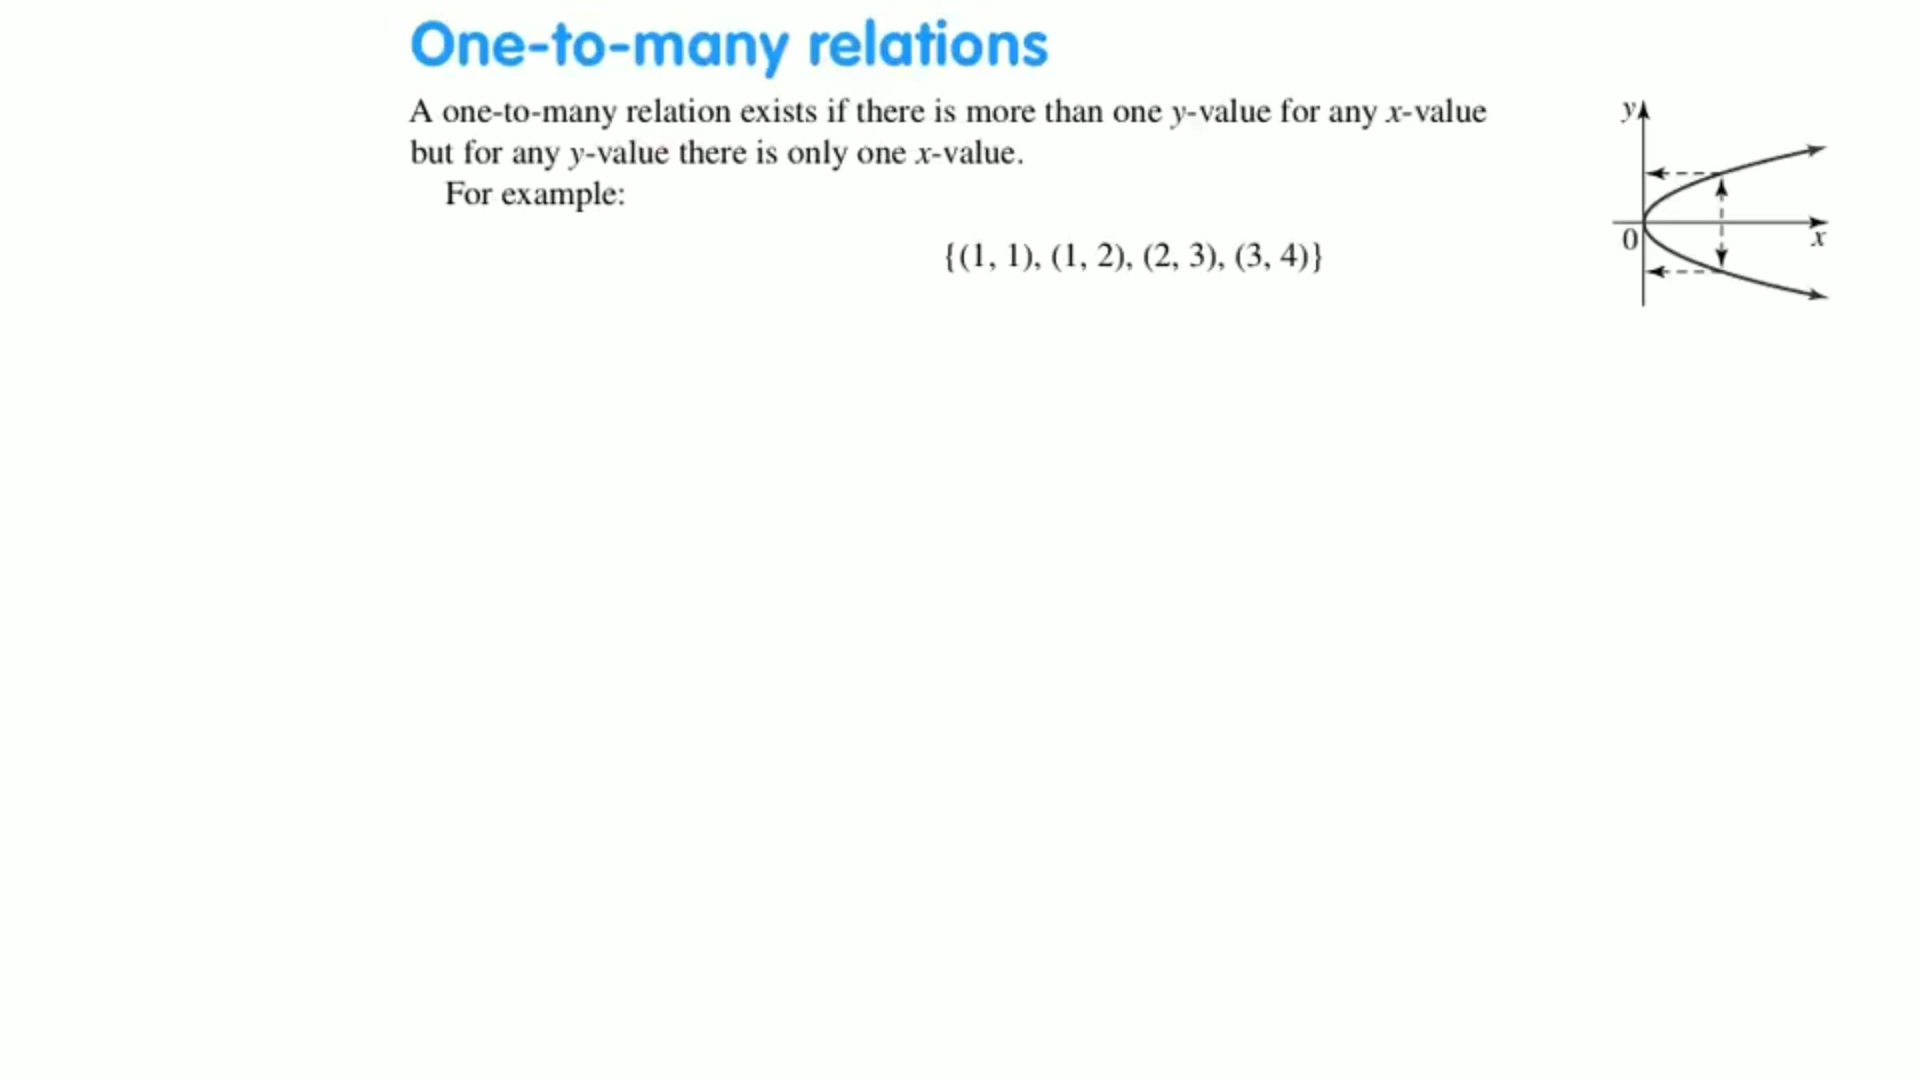 One-to-many relations
A one-to-many relation exists if there is more than one y-value for any x-value
but for any y-value there is only one x-value.
For example:
{(1, 1), (1, 2), (2, 3), (3, 4)}
y
0
x